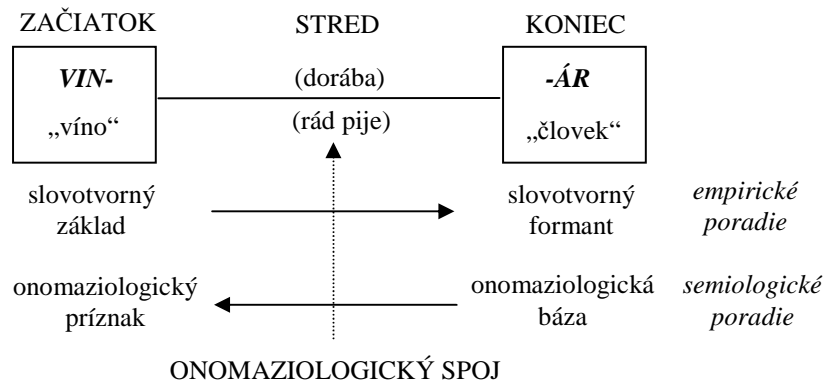 ZAČIATOK STRED KONIEC
VIN- (dorába) -ÁR
„víno“ (rád pije) „človek“
slovotvorný slovotvorný empirické
základ formant poradie
onomaziologický onomaziologická semiologické
príznak báza poradie
ONOMAZIOLOGICKÝ SPOJ